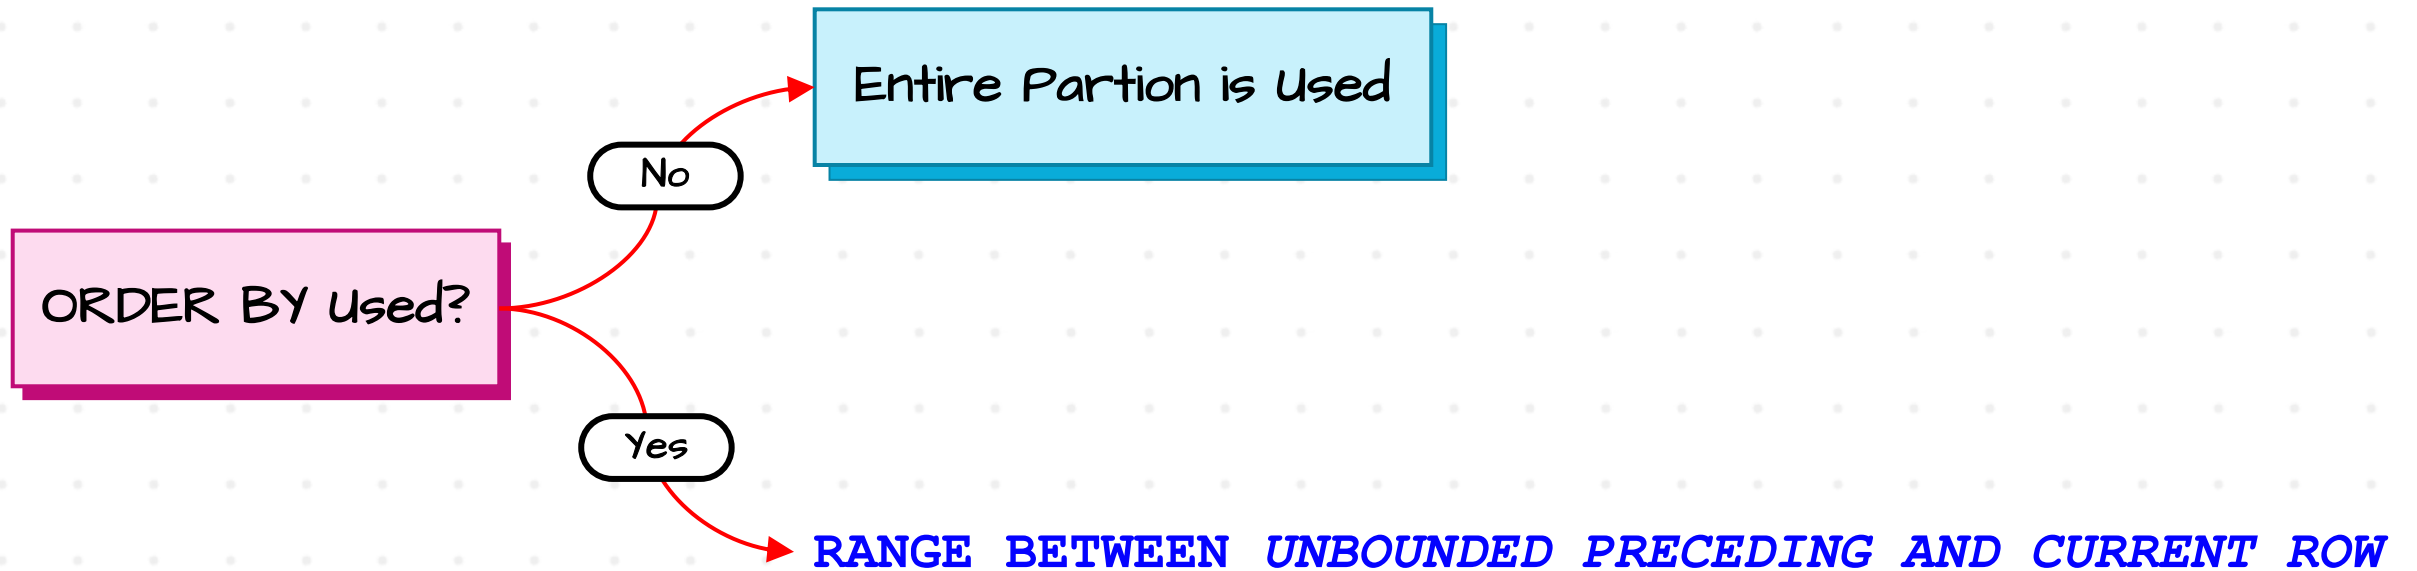 Entire Partion is Used
No
ORDER BY Used?
Yes
RANGE BETWEEN UNBOUNDED PRECEDING AND CURRENT ROW